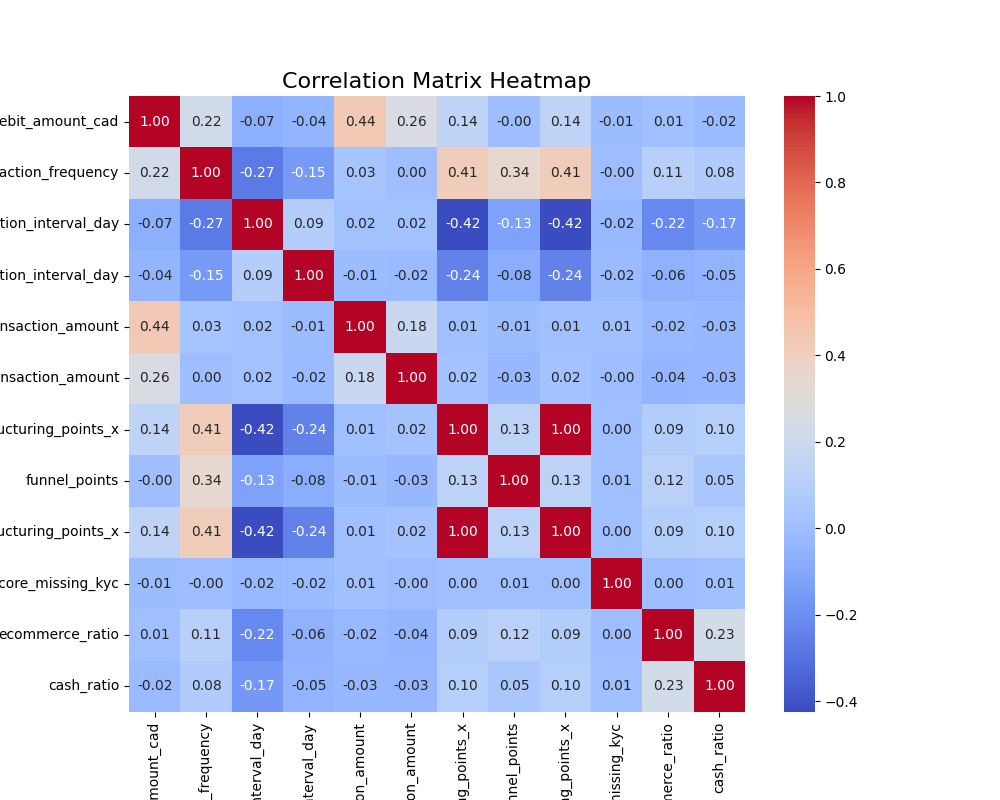 Correlation Matrix Heatmap
ebit_amount_cad 1.00 0.22 -0.07 -0.04 0.44 0.26 0.14 -0.00 0.14 -0.01 0.01 -0.02
action_frequency 0.22 1.00 -0.27 -0.15 0.03 0.00 0.41 0.34 0.41 -0.00 0.11 0.08
tion_interval_day -0.07 -0.27 1.00 0.09 0.02 0.02 -0.42 -0.13 -0.42 -0.02 -0.22 -0.17
tion_interval_day -0.04 -0.15 0.09 1.00 -0.01 -0.02 -0.24 -0.08 -0.24 -0.02 -0.06 -0.05
nsaction_amount 0.44 0.03 0.02 -0.01 1.00 0.18 0.01 -0.01 0.01 0.01 -0.02 -0.03
nsaction_amount 0.26 0.00 0.02 -0.02 0.18 1.00 0.02 -0.03 0.02 -0.00 -0.04 -0.03
ucturing_points_x 0.14 0.41 -0.42 -0.24 0.01 0.02 1.00 0.13 1.00 0.00 0.09 0.10
funnel_points -0.00 0.34 -0.13 -0.08 -0.01 -0.03 0.13 1.00 0.13 0.01 0.12 0.05
ucturing_points_x 0.14 0.41 -0.42 -0.24 0.01 0.02 1.00 0.13 1.00 0.00 0.09 0.10
core_missing_kyc -0.01 -0.00 -0.02 -0.02 0.01 -0.00 0.00 0.01 0.00 1.00 0.00 0.01
ecommerce_ratio 0.01 0.11 -0.22 -0.06 -0.02 -0.04 0.09 0.12 0.09 0.00 1.00 0.23
cash_ratio -0.02 0.08 -0.17 -0.05 -0.03 -0.03 0.10 0.05 0.10 0.01 0.23 1.00
mount_cad
_frequency
nterval_day
nterval_day
on_amount
on_amount
ng_points_x
nnel_points
ng_points_x
missing_kyc
merce_ratio
cash_ratio
1.0
0.8
0.6
0.4
0.2
0.0
−0.2
−0.4